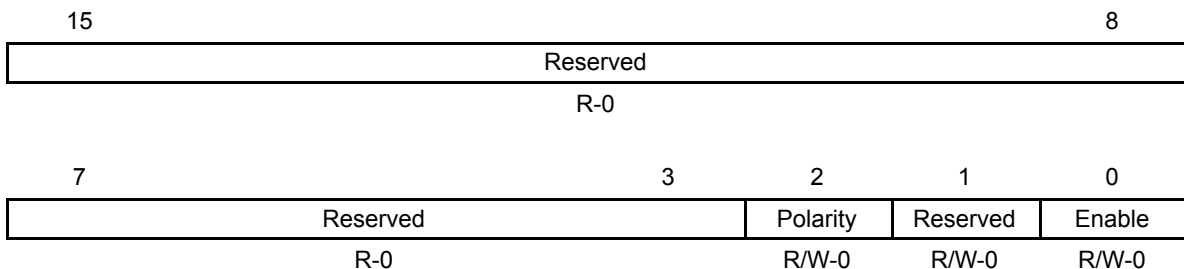 15 8
Reserved
R-0
7 3 2 1 0
Reserved Polarity Reserved Enable
R-0 R/W-0 R/W-0 R/W-0